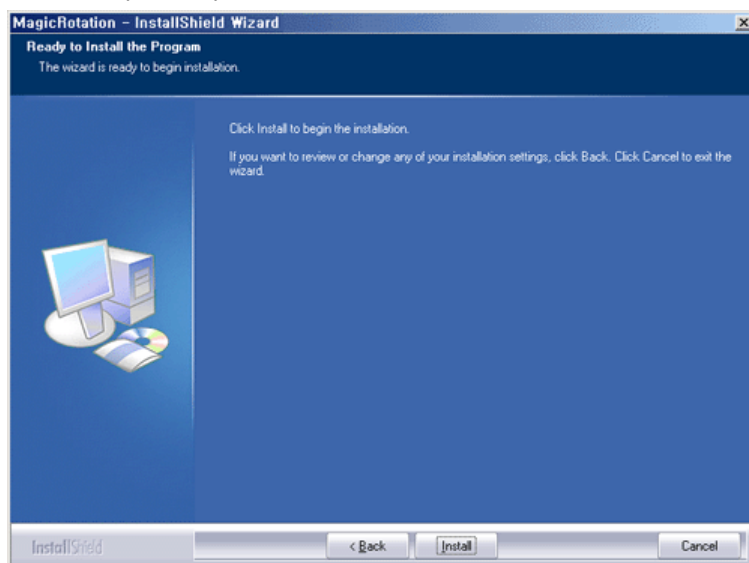 MagicRotation – InstallShield Wizard
Ready to Install the Program
The wizard is ready to begin installation.
Click Install to begin the installation.
If you want to review or change any of your installation settings, click Back. Click Cancel to exit the
wizard.
InstallShield
< Back
Install
Cancel